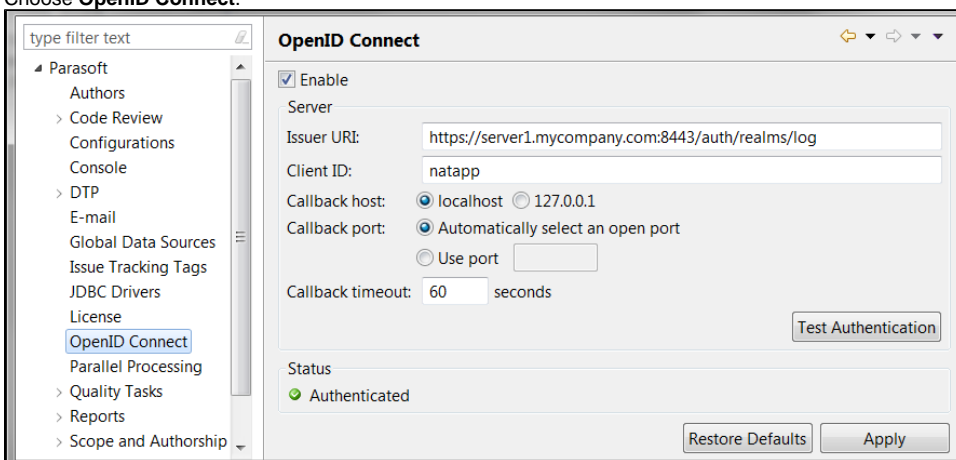 Choose OpenID Connect.
type filter text
Parasoft
Authors
Code Review
Configurations
Console
DTP
E-mail
Global Data Sources
Issue Tracking Tags
JDBC Drivers
License
OpenID Connect
Parallel Processing
Quality Tasks
Reports
Scope and Authorship
OpenID Connect
Enable
Server
Issuer URI: https://server1.mycompany.com:8443/auth/realms/log
Client ID: natapp
Callback host: localhost 127.0.0.1
Callback port: Automatically select an open port
Use port
Callback timeout: 60 seconds
Test Authentication
Status
Authenticated
Restore Defaults Apply